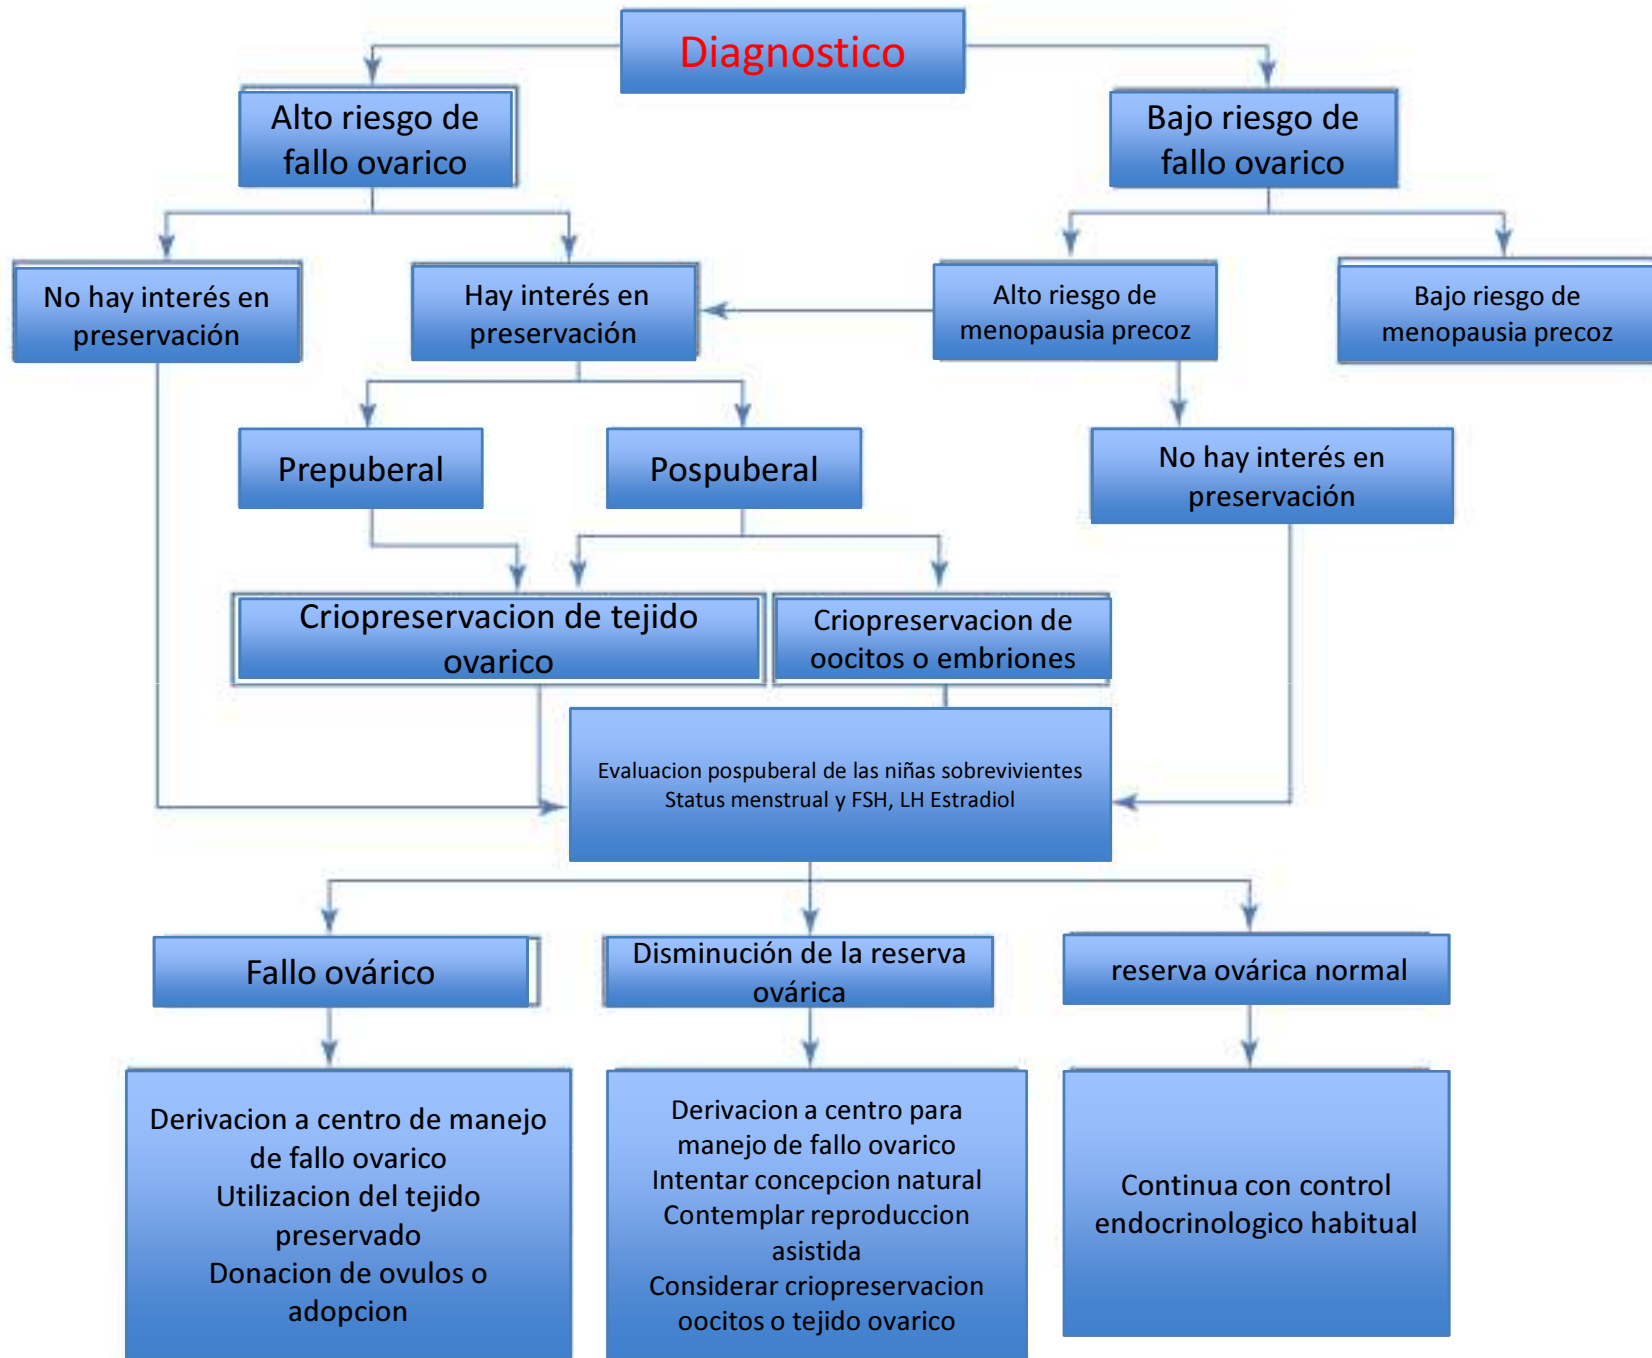 Diagnostico
Alto riesgo de
fallo ovarico
Bajo riesgo de
fallo ovarico
No hay interés en
preservación
Hay interés en
preservación
Alto riesgo de
menopausia precoz
Bajo riesgo de
menopausia precoz
Prepuberal
Pospuberal
No hay interés en
preservación
Criopreservacion de tejido
ovarico
Criopreservacion de
oocitos o embriones
Evaluacion pospuberal de las niñas sobrevivientes
Status menstrual y FSH, LH Estradiol
Fallo ovárico
Disminución de la reserva
ovárica
reserva ovárica normal
Derivacion a centro de manejo
de fallo ovarico
Utilizacion del tejido
preservado
Donacion de ovulos o
adopcion
Derivacion a centro para
manejo de fallo ovarico
Intentar concepcion natural
Contemplar reproduccion
asistida
Considerar criopreservacion
oocitos o tejido ovarico
Continua con control
endocrinologico habitual